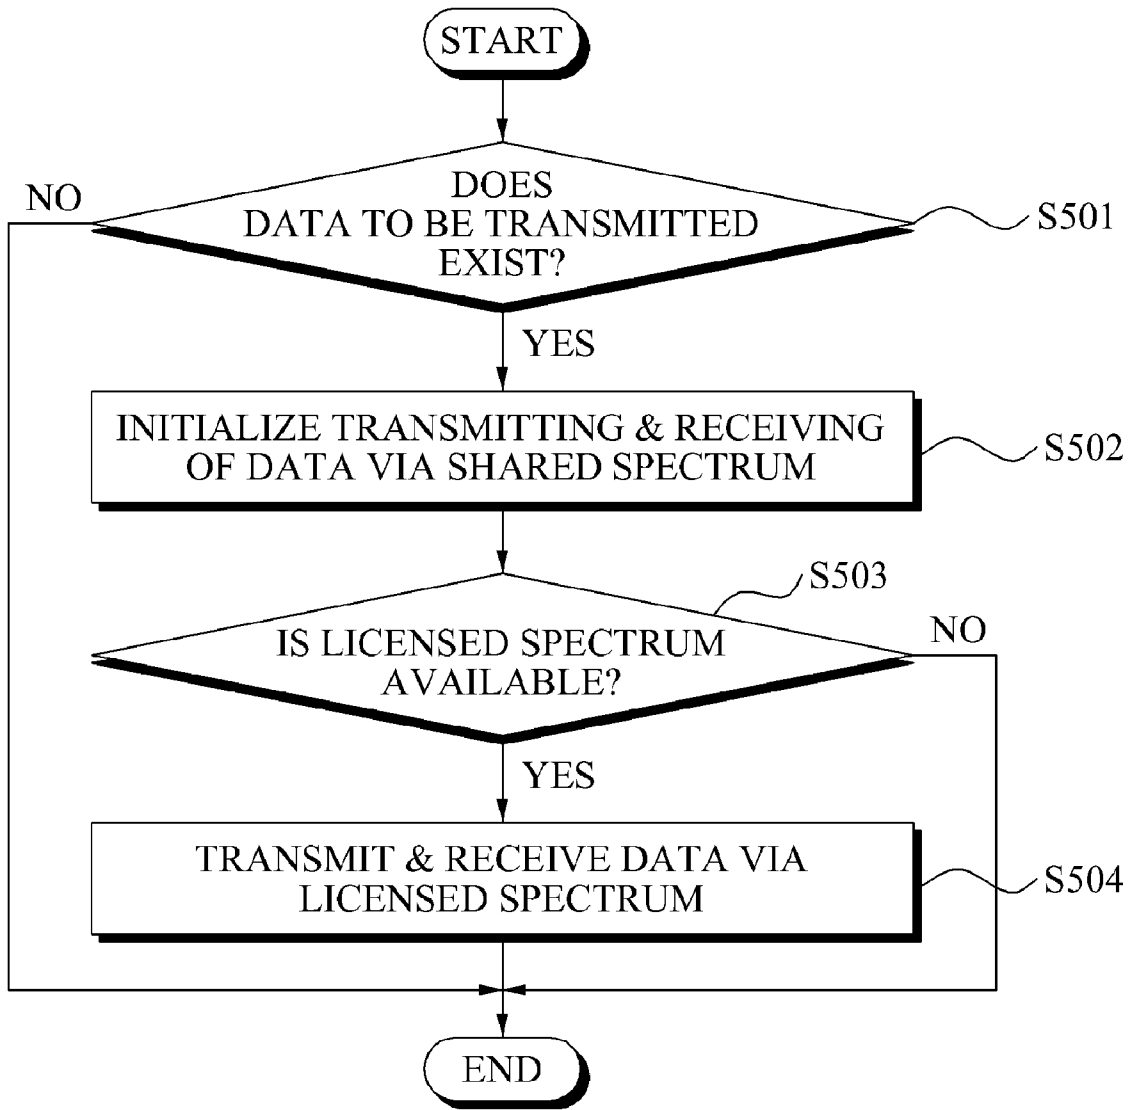 START
DOES
DATA TO BE TRANSMITTED
EXIST?
NO
S501
YES
INITIALIZE TRANSMITTING & RECEIVING
OF DATA VIA SHARED SPECTRUM
S502
S503
IS LICENSED SPECTRUM
AVAILABLE?
NO
YES
TRANSMIT & RECEIVE DATA VIA
LICENSED SPECTRUM
S504
END